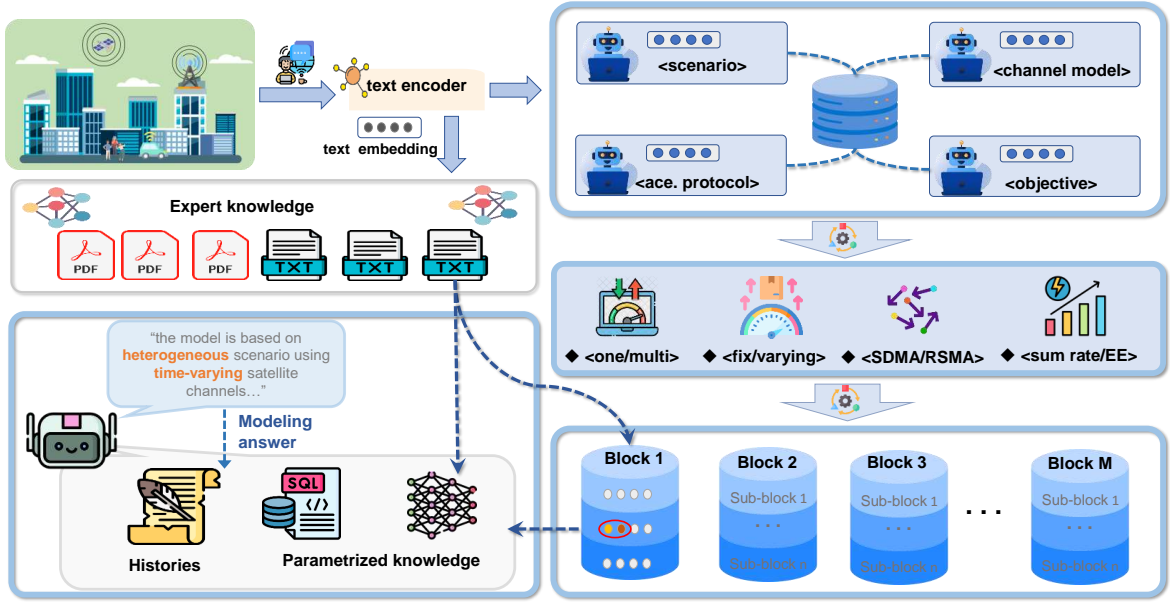 text encoder
text embedding
<scenario>
<channel model>
<ace. protocol>
<objective>
Expert knowledge
PDF
PDF
PDF
TXT
TXT
TXT
<one/multi>
<fix/varying>
<SDMA/RSMA>
<sum rate/EE>
“the model is based on
heterogeneous scenario using
time-varying satellite
channels…”
Modeling
answer
SQL
</>
Histories
Parametrized knowledge
Block 1
Block 2
Sub-block 1
...
Sub-block n
Block 3
Sub-block 1
...
Sub-block n
...
Block M
Sub-block 1
...
Sub-block n